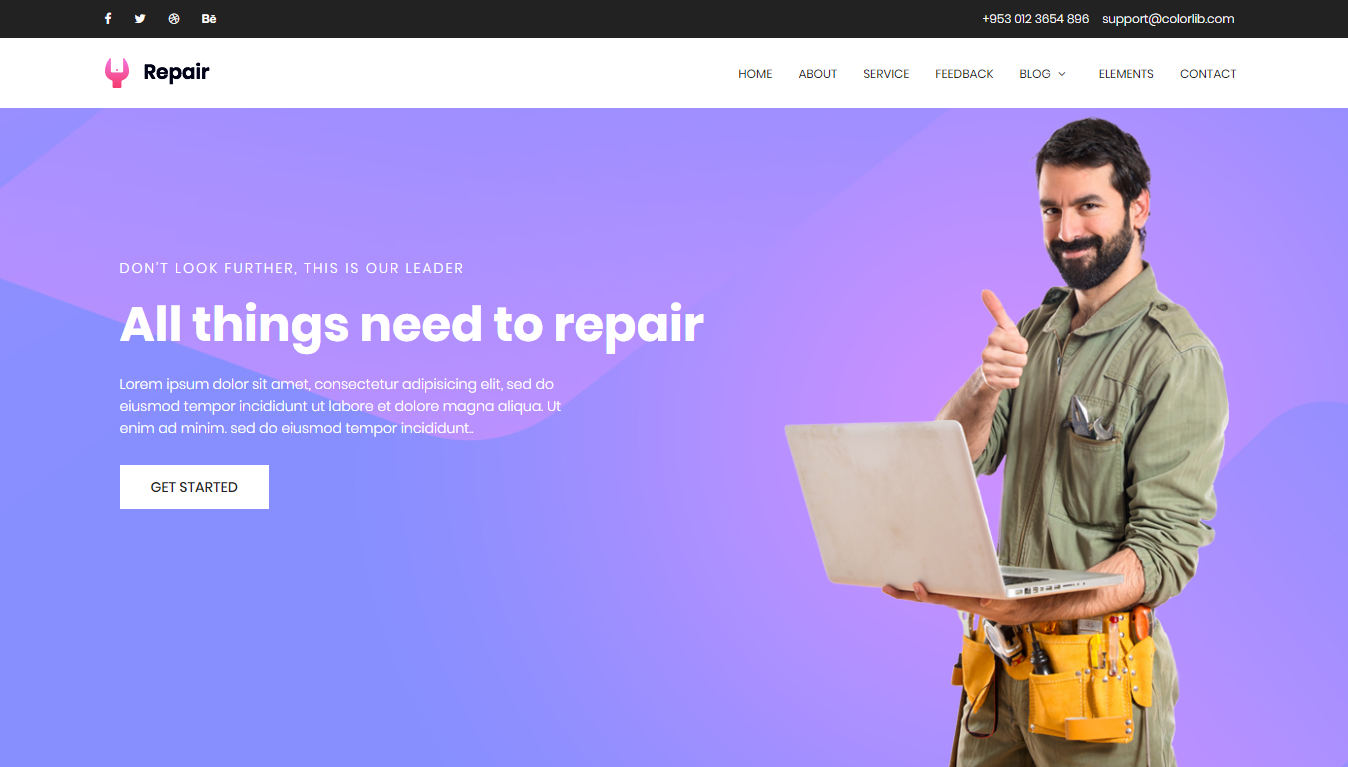 +953 012 3654 896 support@colorlib.com
Repair
HOME ABOUT SERVICE FEEDBACK BLOG ELEMENTS CONTACT
DON'T LOOK FURTHER, THIS IS OUR LEADER
All things need to repair
Lorem ipsum dolor sit amet, consectetur adipisicing elit, sed do
eiusmod tempor incididunt ut labore et dolore magna aliqua. Ut
enim ad minim. sed do eiusmod tempor incididunt..
GET STARTED